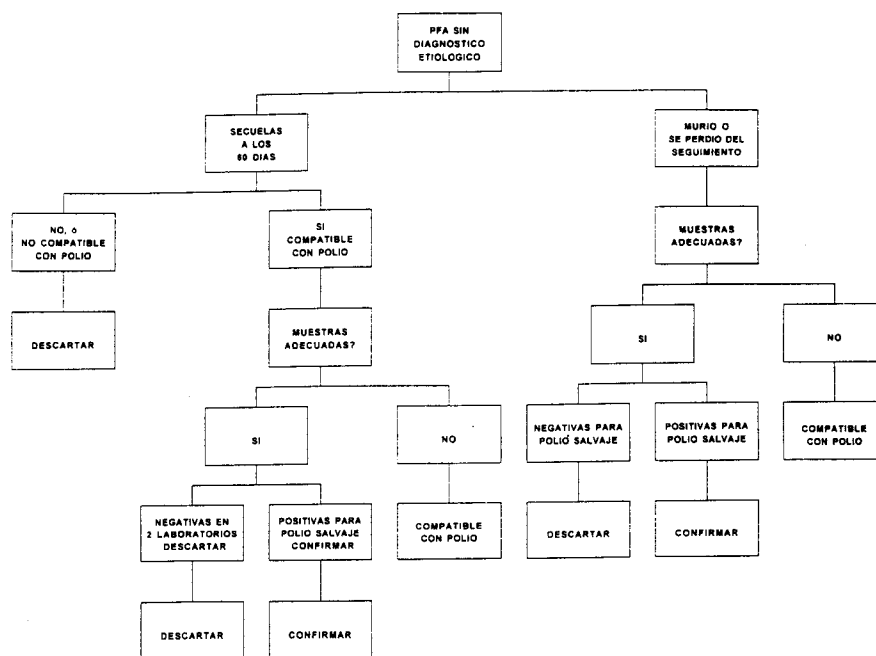 PFA SIN
DIAGNOSTICO
ETIOLOGICO
SECUELAS
A LOS
60 DIAS
MURIO O
SE PERDIO DEL
SEGUIMIENTO
NO, ó
NO COMPATIBLE
CON POLIO
SI
COMPATIBLE
CON POLIO
MUESTRAS
ADECUADAS?
DESCARTAR
MUESTRAS
ADECUADAS?
SI
NO
SI
NO
NEGATIVAS PARA
POLIO SALVAJE
POSITIVAS PARA
POLIO SALVAJE
COMPATIBLE
CON POLIO
NEGATIVAS EN
2 LABORATORIOS
DESCARTAR
POSITIVAS PARA
POLIO SALVAJE
CONFIRMAR
COMPATIBLE
CON POLIO
DESCARTAR
CONFIRMAR
DESCARTAR
CONFIRMAR